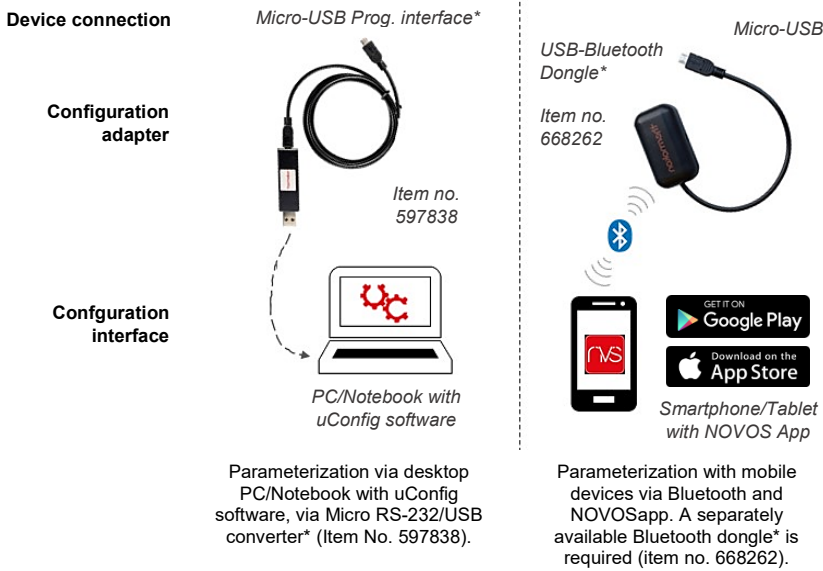 Device connection
Micro-USB Prog. interface*
Configuration
adapter
Item no.
597838
Confguration
interface
PC/Notebook with
uConfig software
Parameterization via desktop
PC/Notebook with uConfig
software, via Micro RS-232/USB
converter* (Item No. 597838).
Micro-USB
USB-Bluetooth
Dongle*
Item no.
668262
GET IT ON
Google Play
Download on the
App Store
Smartphone/Tablet
with NOVOS App
Parameterization with mobile
devices via Bluetooth and
NOVOSapp. A separately
available Bluetooth dongle* is
required (item no. 668262).